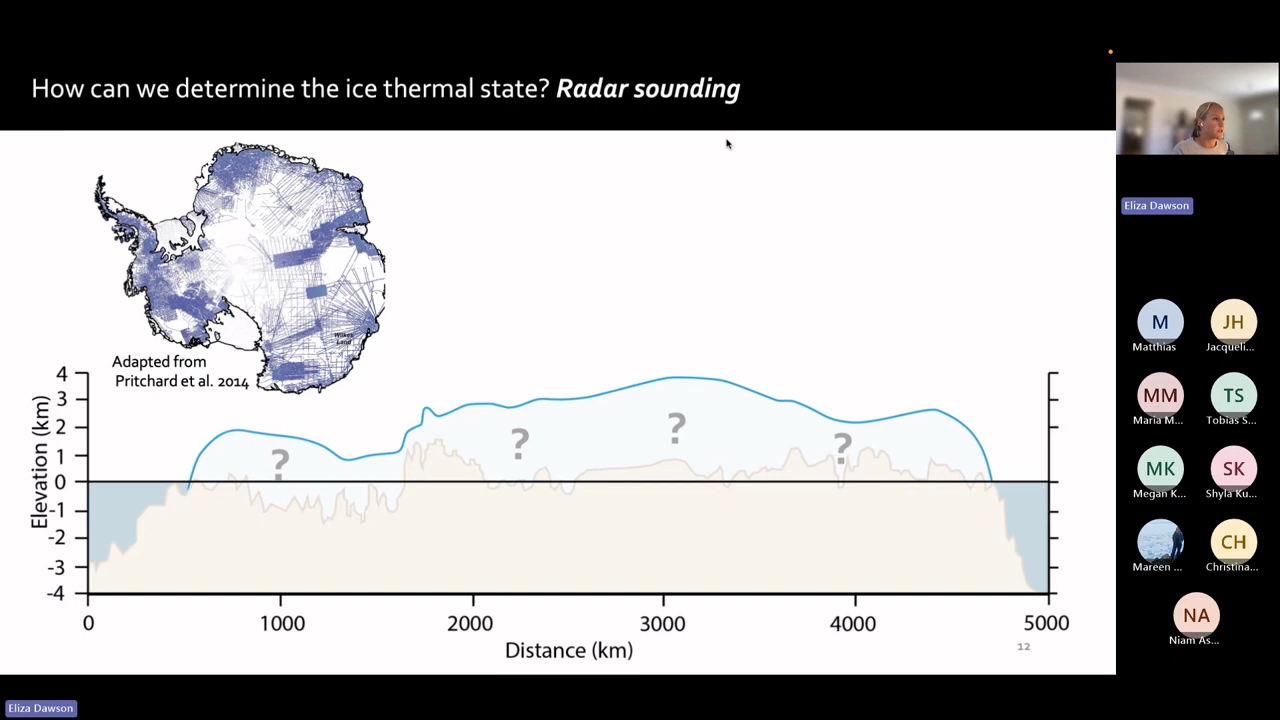 How can we determine the ice thermal state? Radar sounding
Wilkes
Land
Adapted from
Pritchard et al. 2014
Elevation (km)
4
3
2
1
0
-1
-2
-3
-4
?
?
?
?
0
1000
2000
3000
4000
5000
Distance (km)
12
Eliza Dawson
Eliza Dawson
M
Matthias
JH
Jacqueli...
MM
Maria M...
TS
Tobias S...
MK
Megan K...
SK
Shyla Ku...
Mareen ...
CH
Christina...
NA
Niam As...